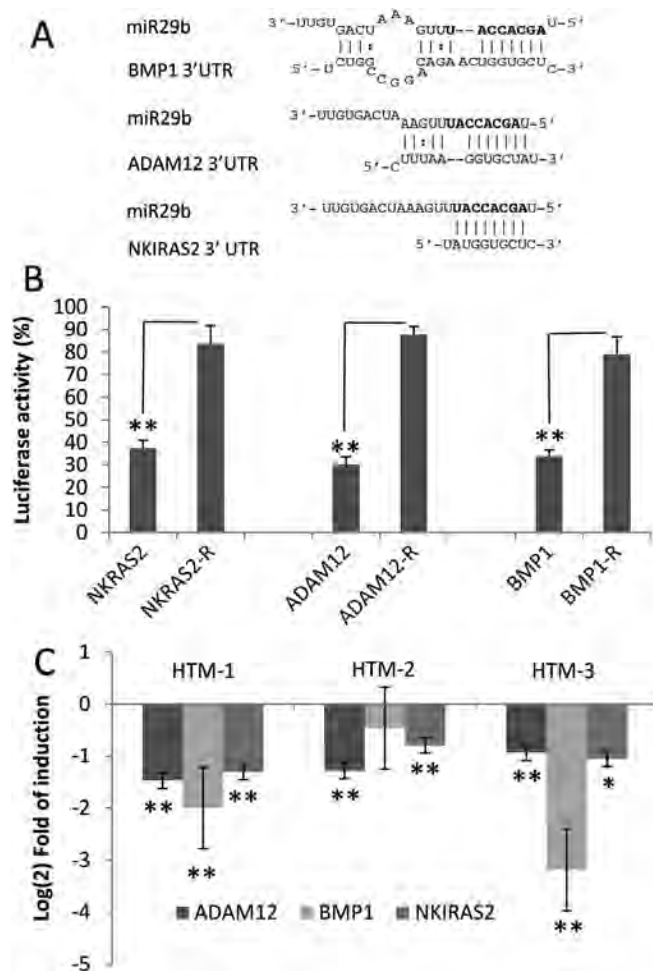 A
miR29b
3'-UUGU GACU AAA GUUU--ACCACGA U-5'
BMP1 3'UTR
5'-U CUGG CCGGA CAGAAGGUCUGGUGCU C-3'
miR29b
3'-UUGUGACUA AAGUUUACCACGAU-5'
ADAM12 3'UTR
5'-C UUUAA--GGUGCUAU-3'
miR29b
3'- UUGUGACUAAAGUUUACCACGAU-5'
NKIRAS2 3' UTR
5'-UAUGGUGCUC-3'
B
Luciferase activity (%)
100
90
80
70
60
50
40
30
20
10
0
**
**
**
NKRAS2
NKRAS2-R
ADAM12
ADAM12-R
BMP1
BMP1-R
C
Log(2) Fold of induction
1
0
-1
-2
-3
-4
-5
HTM-1
HTM-2
HTM-3
**
**
**
**
**
**
**
*
ADAM12
BMP1
NKIRAS2